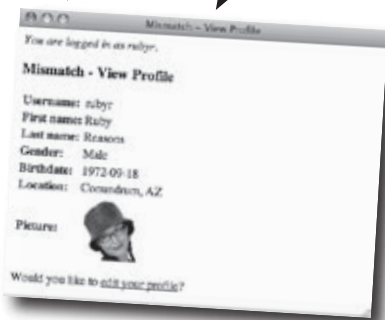 Mismatch – View Profile
You are logged in as rubyr.
Mismatch - View Profile
Username: rubyr
First name: Ruby
Last name: Reasons
Gender: Male
Birthdate: 1972-09-18
Location: Conundrum, AZ
Picture:
Would you like to edit your profile?